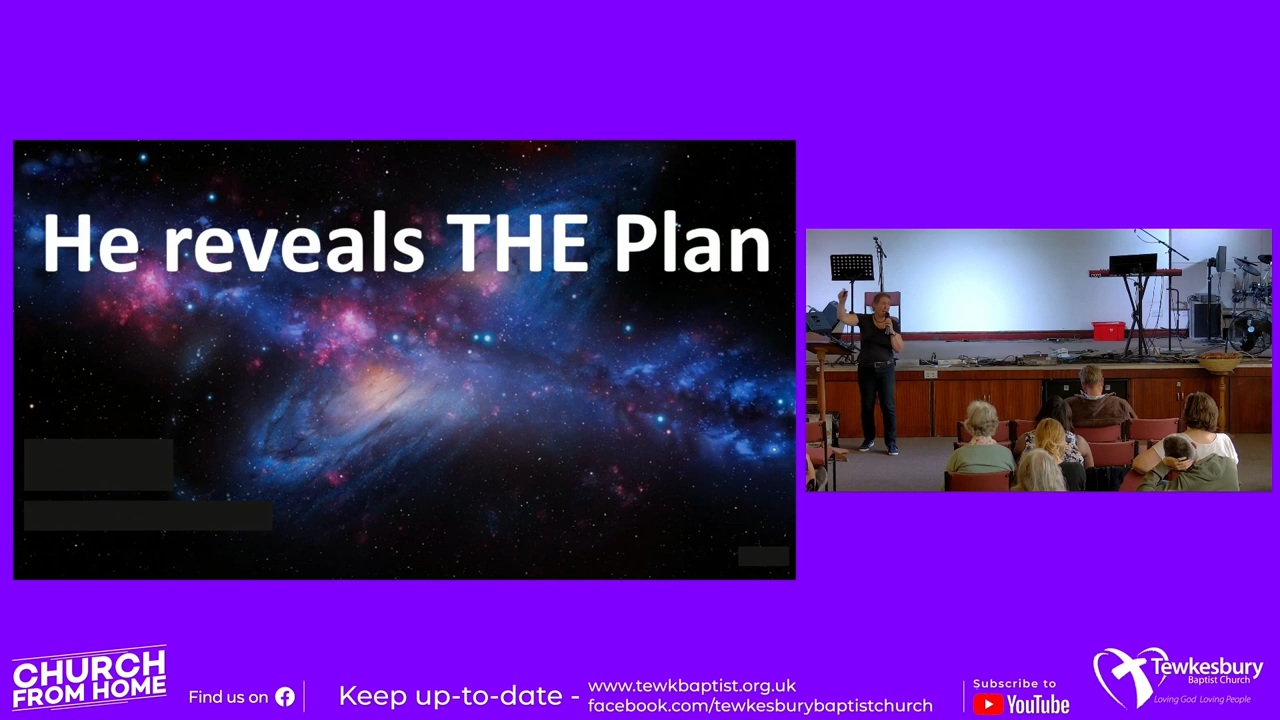 He reveals THE Plan
CHURCH
FROM HOME
Find us on
Keep up-to-date -
www.tewkbaptist.org.uk
facebook.com/tewkesburybaptistchurch
Subscribe to
YouTube
Tewkesbury
Baptist Church
Loving God Loving People